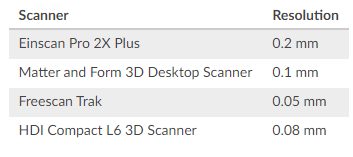 Scanner Resolution
Einscan Pro 2X Plus 0.2 mm
Matter and Form 3D Desktop Scanner 0.1 mm
Freescan Trak 0.05 mm
HDI Compact L6 3D Scanner 0.08 mm